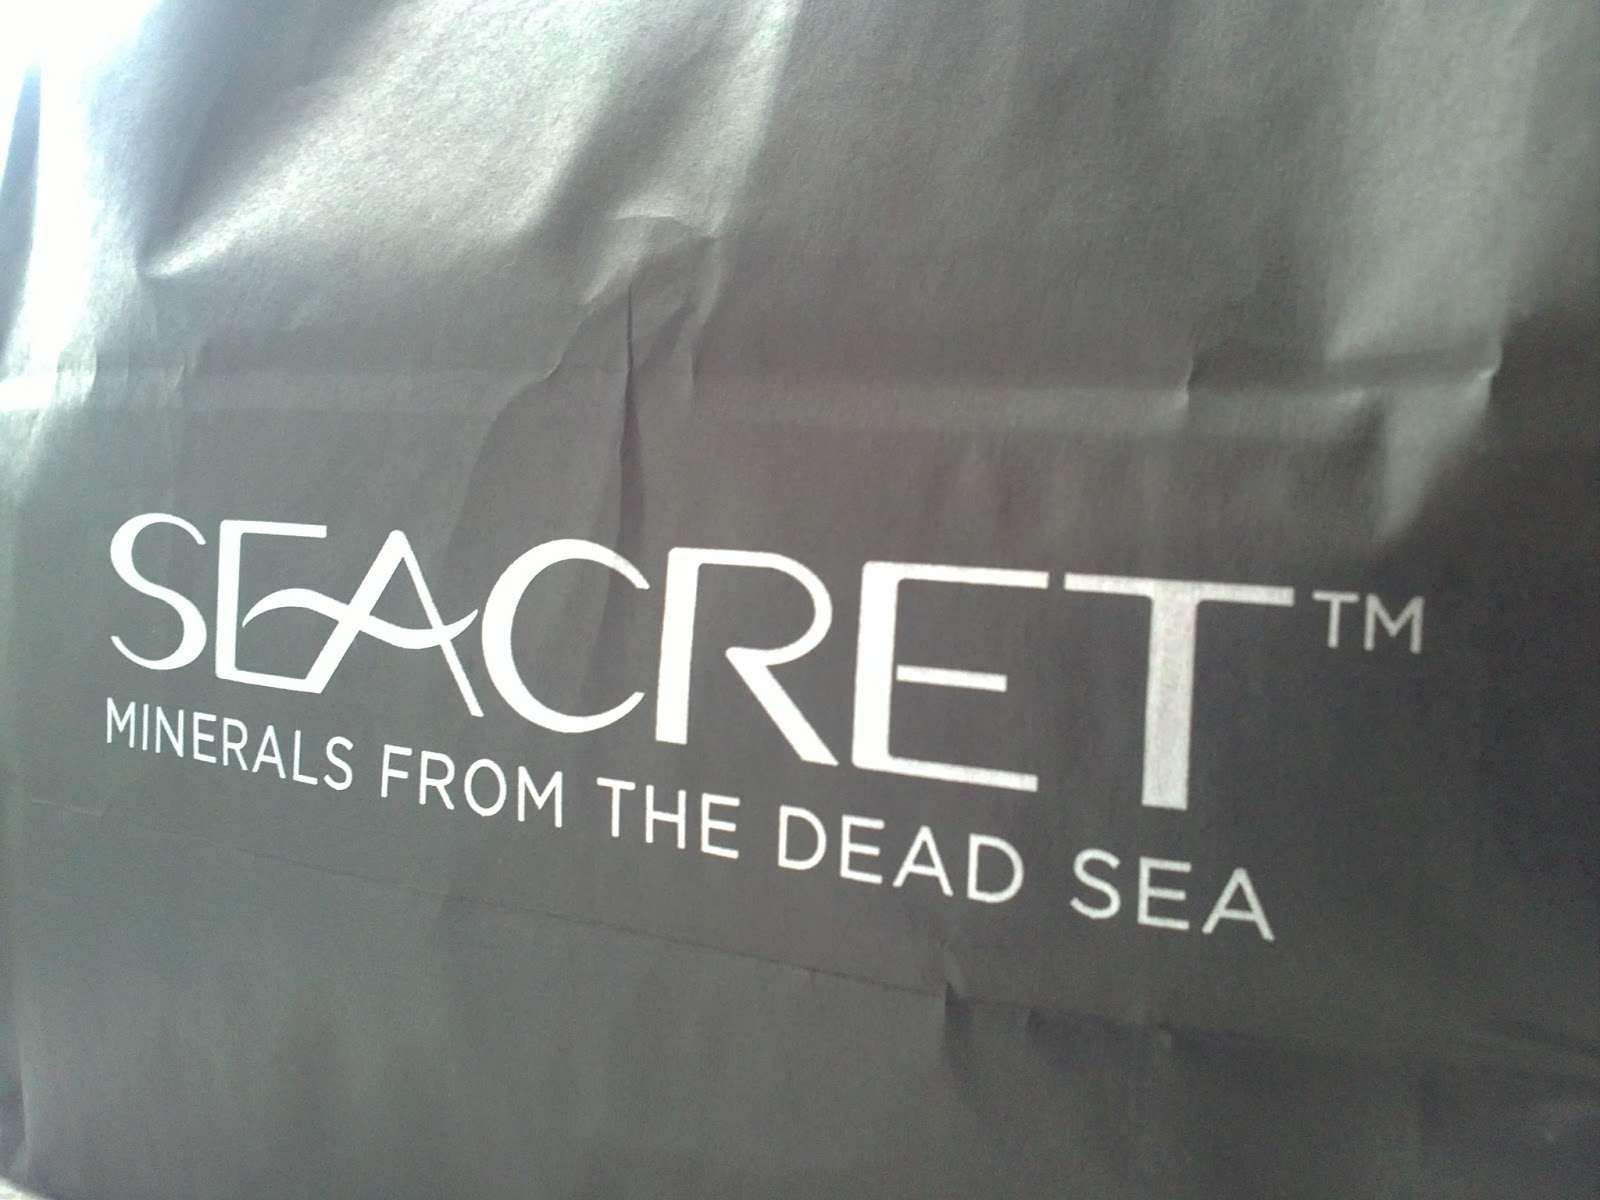 SEACRET™
MINERALS FROM THE DEAD SEA